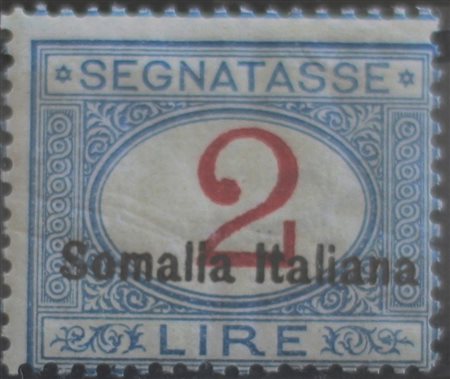 SEGNATASSE
2
Somalia Italiana
LIRE